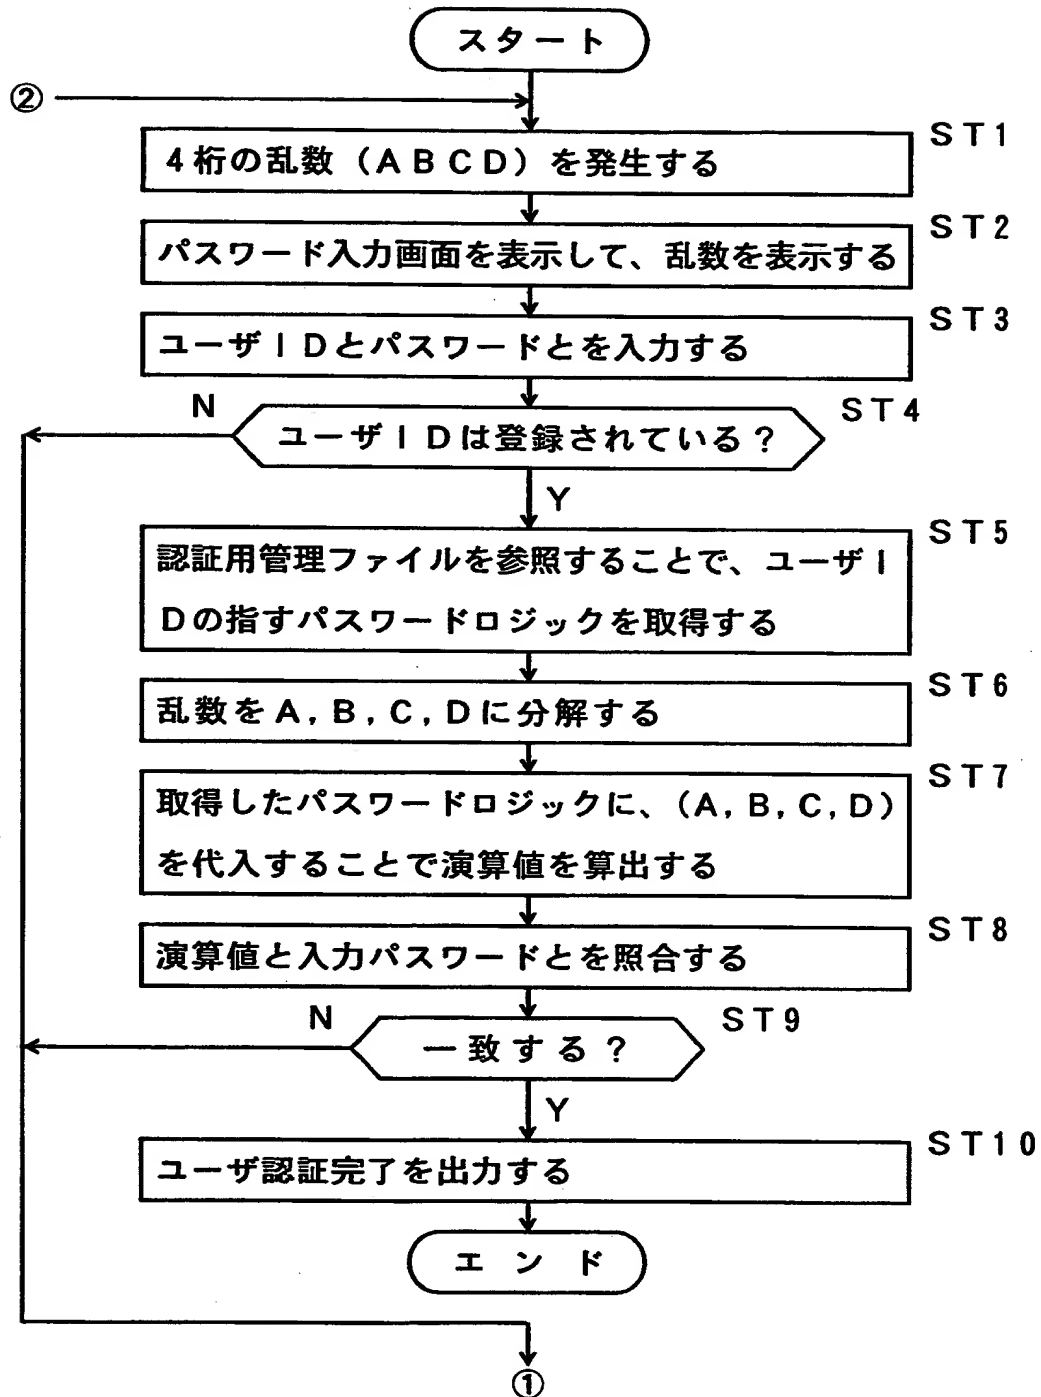 スタート
②
ST1
4桁の乱数（ABCD）を発生する
ST2
パスワード入力画面を表示して、乱数を表示する
ST3
ユーザIDとパスワードとを入力する
N
ST4
ユーザIDは登録されている？
Y
ST5
認証用管理ファイルを参照することで、ユーザI
Dの指すパスワードロジックを取得する
ST6
乱数をA，B，C，Dに分解する
ST7
取得したパスワードロジックに、（A，B，C，D）
を代入することで演算値を算出する
ST8
演算値と入力パスワードとを照合する
N
ST9
一致する？
Y
ST10
ユーザ認証完了を出力する
エンド
①